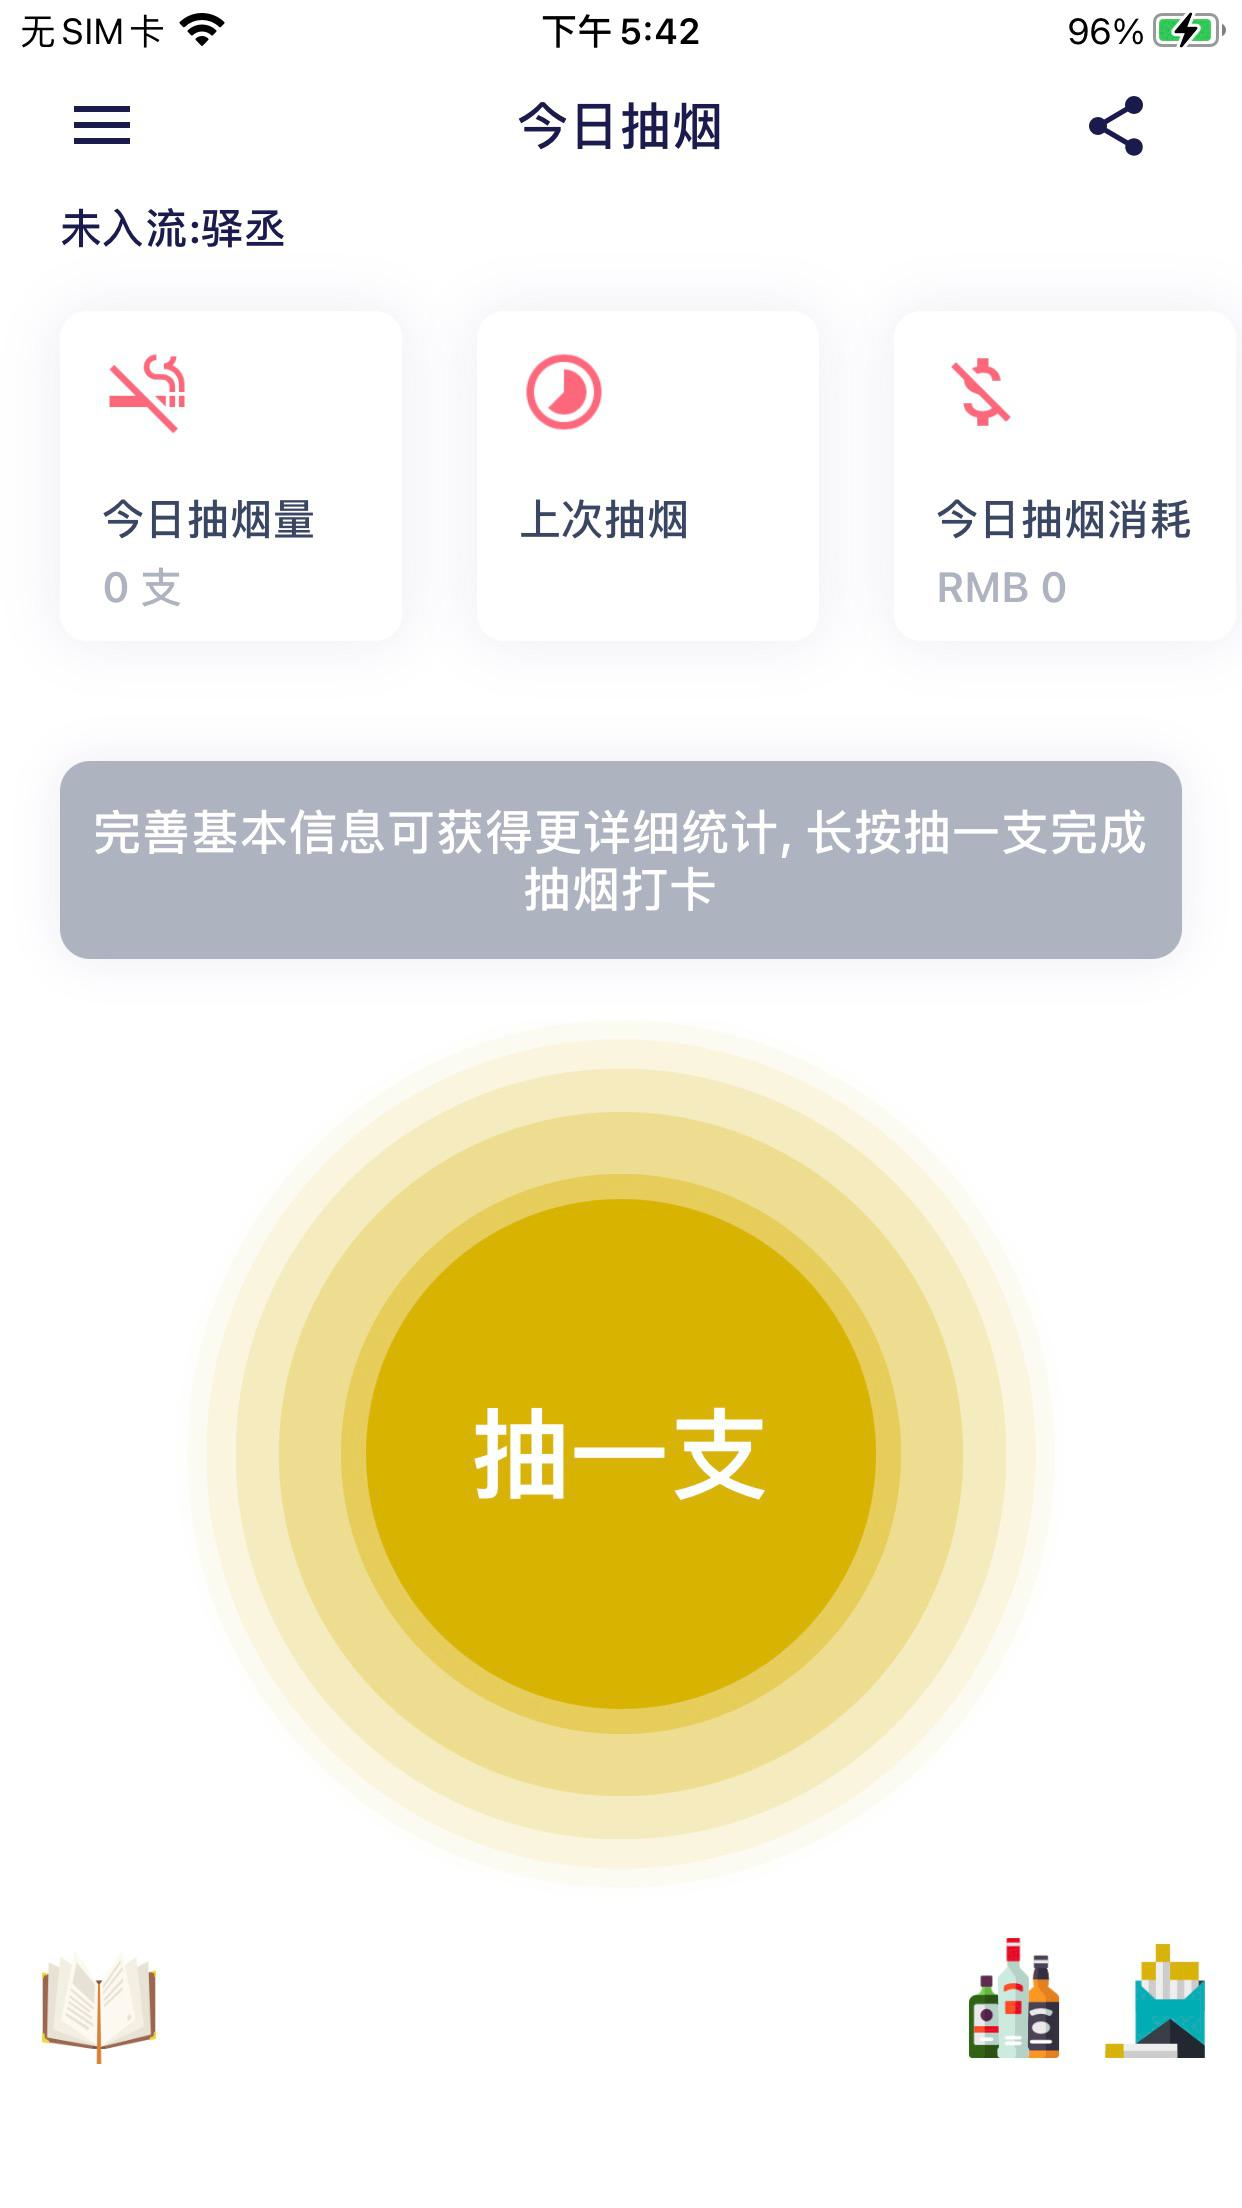 无 SIM 卡
下午 5:42
96%
今日抽烟
未入流:驿丞
今日抽烟量
0 支
上次抽烟
今日抽烟消耗
RMB 0
完善基本信息可获得更详细统计, 长按抽一支完成
抽烟打卡
抽一支